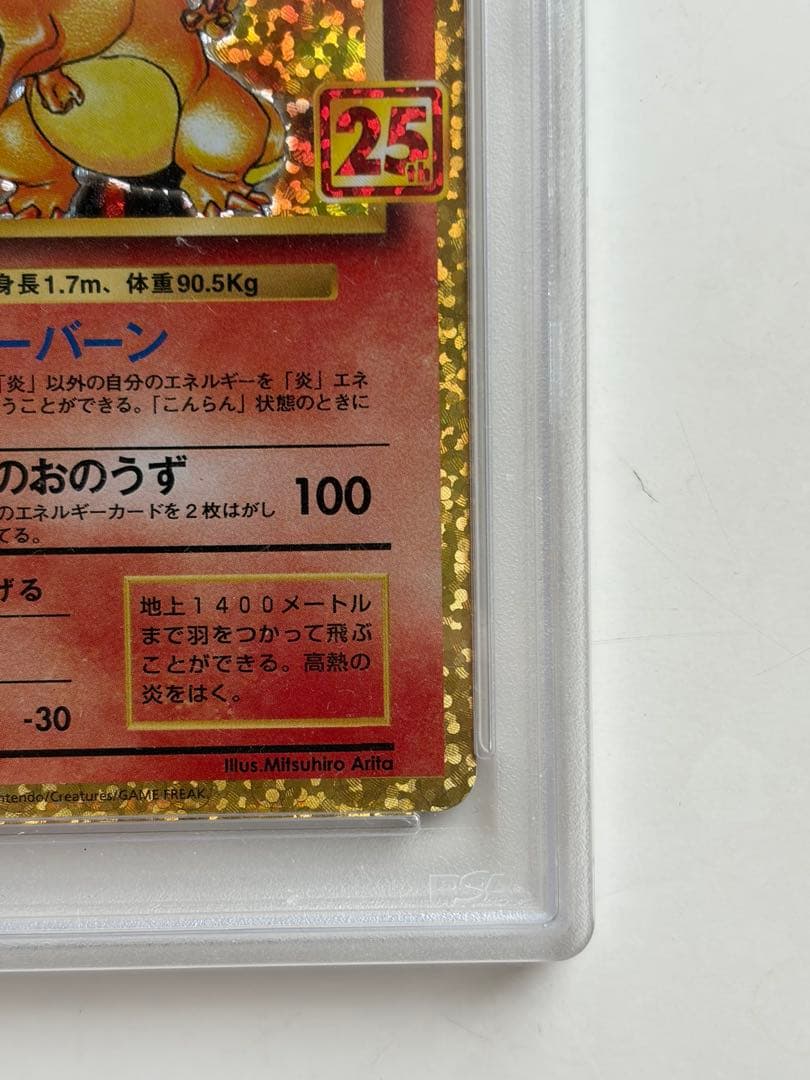 25th
身長1.7m、体重90.5Kg
ーバーン
「炎」以外の自分のエネルギーを「炎」エネ
うことができる。「こんらん」状態のときに
のおのうず 100
のエネルギーカードを２枚はがし
てる。
げる
地上１４００メートル
まで羽をつかって飛ぶ
ことができる。高熱の
炎をはく。
-30
Illus.Mitsuhiro Arita
ntendo/Creatures/GAME FREAK.
PSA